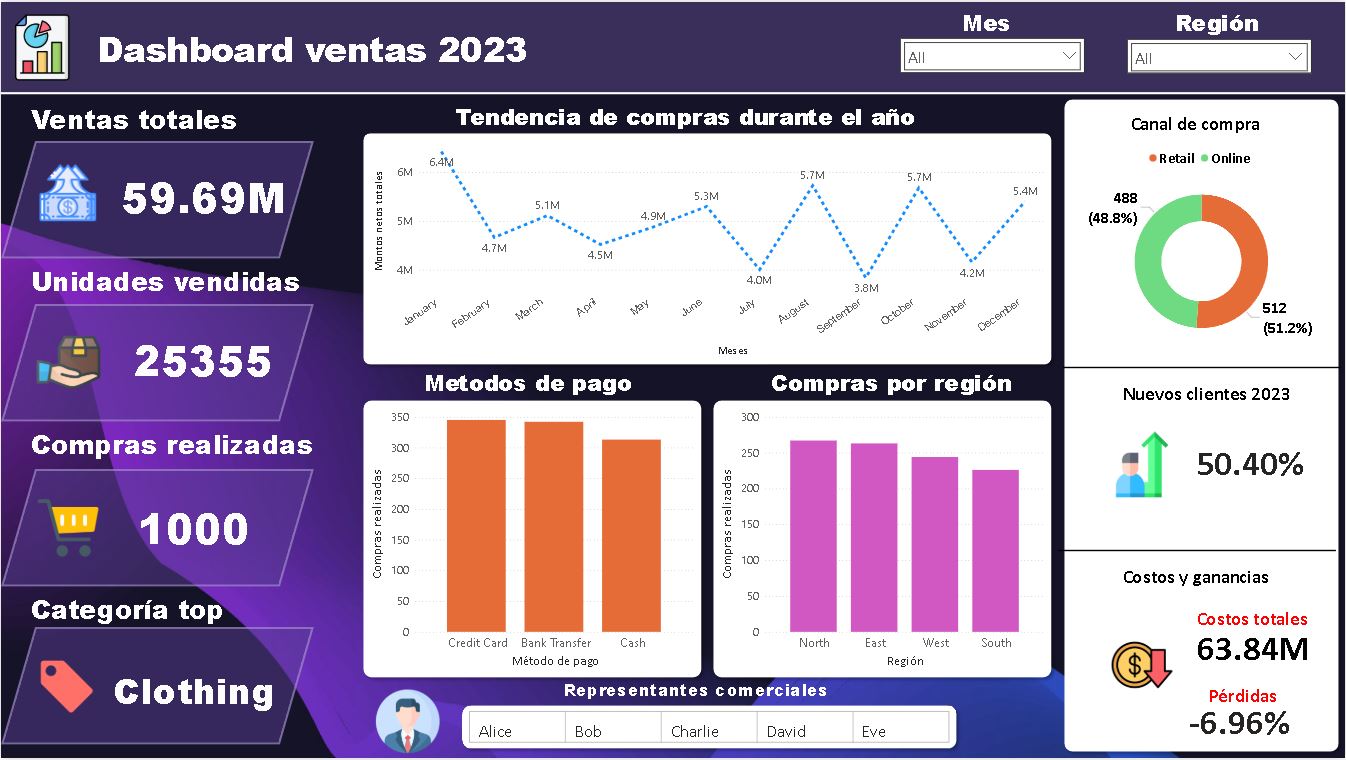 Dashboard ventas 2023
Mes
All
Región
All
Ventas totales
59.69M
Unidades vendidas
25355
Compras realizadas
1000
Categoría top
Clothing
Tendencia de compras durante el año
Montos netos totales
6M
5M
4M
6.4M
4.7M
5.1M
4.5M
4.9M
5.3M
4.0M
5.7M
3.8M
5.7M
4.2M
5.4M
January
February
March
April
May
June
July
August
September
October
November
December
Meses
Metodos de pago
Compras realizadas
350
300
250
200
150
100
50
0
Credit Card
Bank Transfer
Cash
Método de pago
Compras por región
Compras realizadas
300
250
200
150
100
50
0
North
East
West
South
Región
Representantes comerciales
Alice
Bob
Charlie
David
Eve
Canal de compra
Retail
Online
488
(48.8%)
512
(51.2%)
Nuevos clientes 2023
50.40%
Costos y ganancias
Costos totales
63.84M
Pérdidas
-6.96%